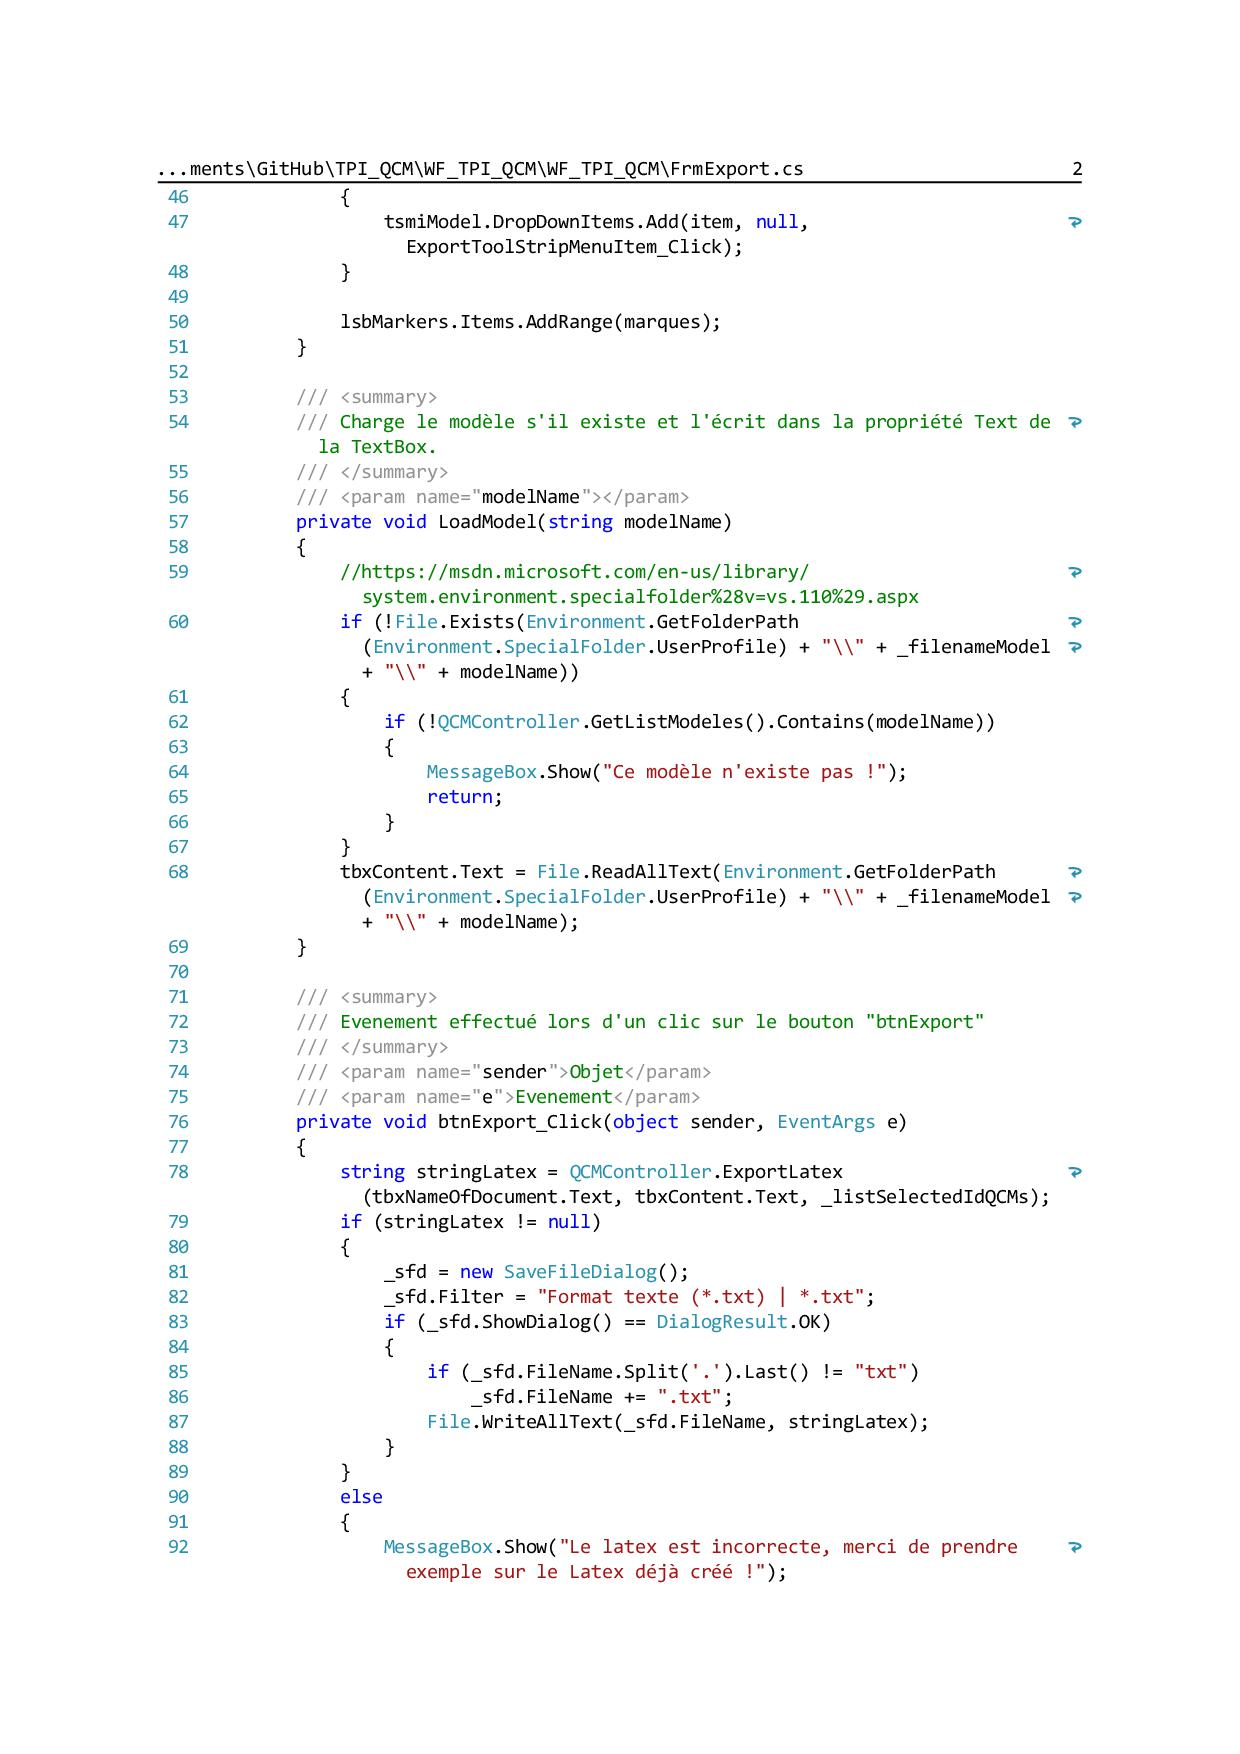 ...ments\GitHub\TPI_QCM\WF_TPI_QCM\WF_TPI_QCM\FrmExport.cs 2
46 {
47 tsmiModel.DropDownItems.Add(item, null,
ExportToolStripMenuItem_Click);
48 }
49
50 lsbMarkers.Items.AddRange(marques);
51 }
52
53 /// <summary>
54 /// Charge le modèle s'il existe et l'écrit dans la propriété Text de
la TextBox.
55 /// </summary>
56 /// <param name="modelName"></param>
57 private void LoadModel(string modelName)
58 {
59 //https://msdn.microsoft.com/en-us/library/
system.environment.specialfolder%28v=vs.110%29.aspx
60 if (!File.Exists(Environment.GetFolderPath
(Environment.SpecialFolder.UserProfile) + "\\" + _filenameModel
+ "\\" + modelName))
61 {
62 if (!QCMController.GetListModeles().Contains(modelName))
63 {
64 MessageBox.Show("Ce modèle n'existe pas !");
65 return;
66 }
67 }
68 tbxContent.Text = File.ReadAllText(Environment.GetFolderPath
(Environment.SpecialFolder.UserProfile) + "\\" + _filenameModel
+ "\\" + modelName);
69 }
70
71 /// <summary>
72 /// Evenement effectué lors d'un clic sur le bouton "btnExport"
73 /// </summary>
74 /// <param name="sender">Objet</param>
75 /// <param name="e">Evenement</param>
76 private void btnExport_Click(object sender, EventArgs e)
77 {
78 string stringLatex = QCMController.ExportLatex
(tbxNameOfDocument.Text, tbxContent.Text, _listSelectedIdQCMs);
79 if (stringLatex != null)
80 {
81 _sfd = new SaveFileDialog();
82 _sfd.Filter = "Format texte (*.txt) | *.txt";
83 if (_sfd.ShowDialog() == DialogResult.OK)
84 {
85 if (_sfd.FileName.Split('.').Last() != "txt")
86 _sfd.FileName += ".txt";
87 File.WriteAllText(_sfd.FileName, stringLatex);
88 }
89 }
90 else
91 {
92 MessageBox.Show("Le latex est incorrecte, merci de prendre
exemple sur le Latex déjà créé !");